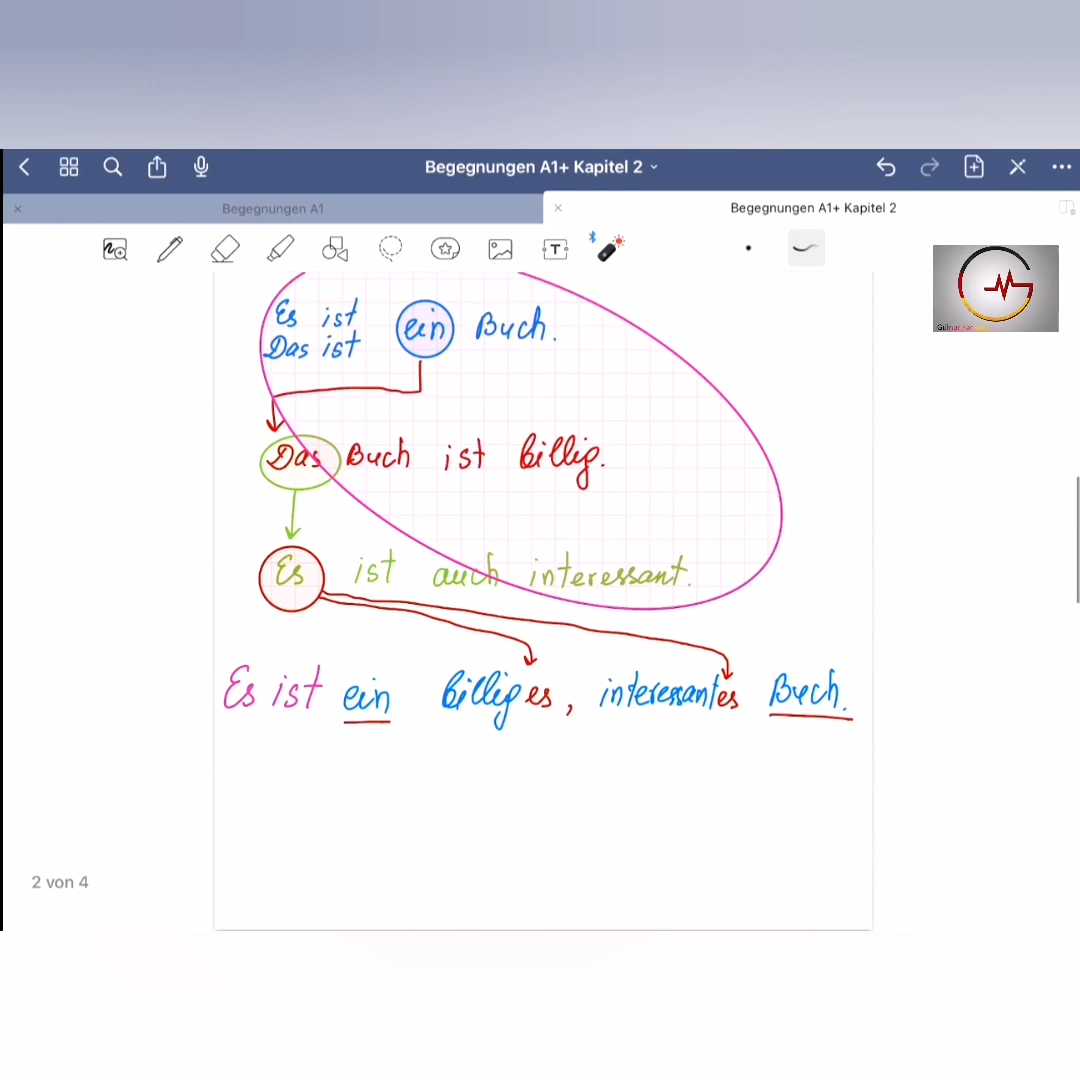 Begegnungen A1+ Kapitel 2
Begegnungen A1
Begegnungen A1+ Kapitel 2
T
Es ist
Das ist
ein Buch.
Das Buch ist billig.
Es ist auch interessant.
Es ist ein billiges, interessantes Buch.
2 von 4